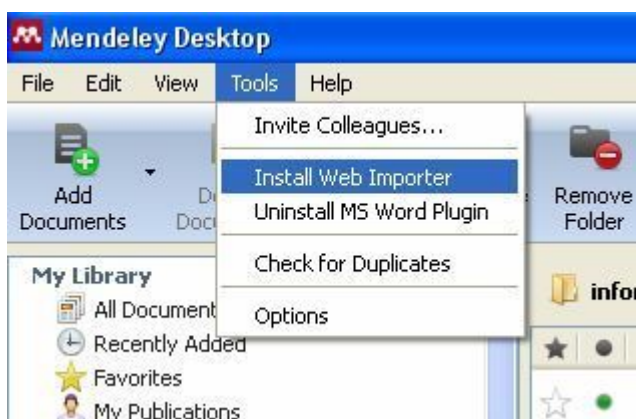 Mendeley Desktop
File Edit View Tools Help
Invite Colleagues...
Install Web Importer
Uninstall MS Word Plugin
Check for Duplicates
Options
Add
Documents
Remove
Folder
My Library
All Document
Recently Added
Favorites
My Publications